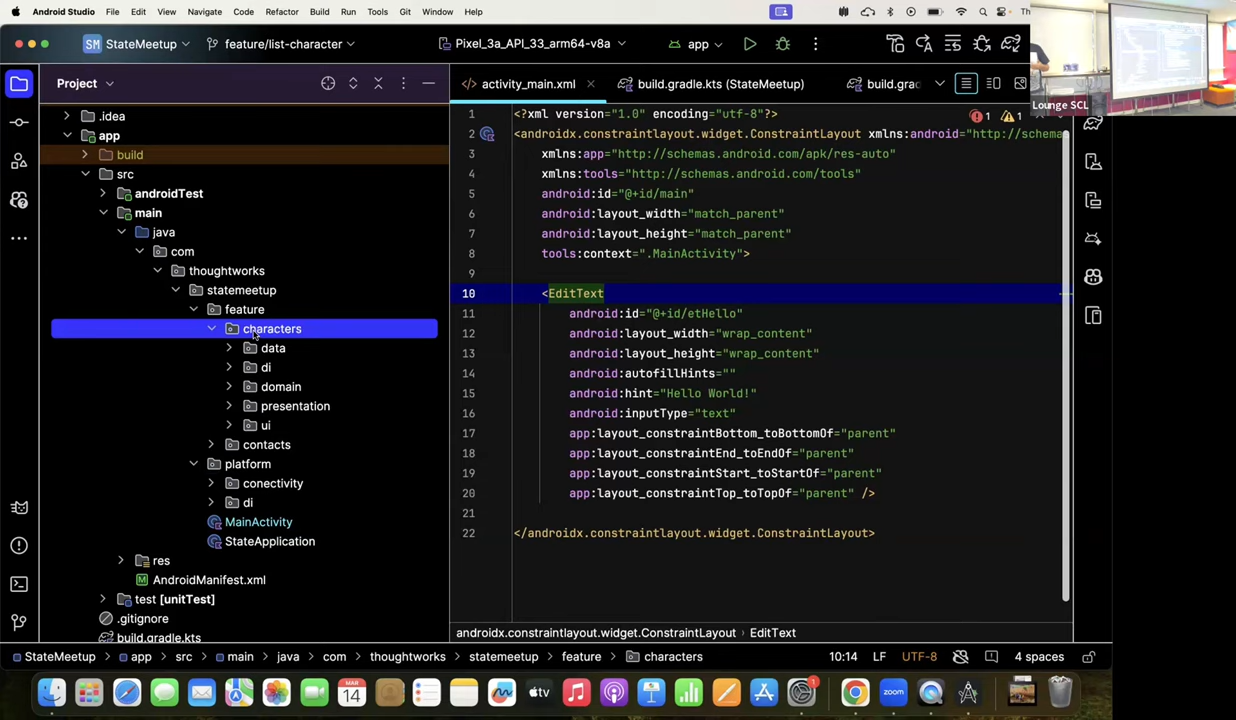 Android Studio File Edit View Navigate Code Refactor Build Run Tools Git Window Help
SM StateMeetup feature/list-character Pixel_3a_API_33_arm64-v8a app
Project
.idea
app
build
src
androidTest
main
java
com
thoughtworks
statemeetup
feature
characters
data
di
domain
presentation
ui
contacts
platform
conectivity
di
MainActivity
StateApplication
res
AndroidManifest.xml
test [unitTest]
.gitignore
build.gradle.kts
activity_main.xml build.gradle.kts (StateMeetup) build.grad
1 <?xml version="1.0" encoding="utf-8"?> 1 1
2 <androidx.constraintlayout.widget.ConstraintLayout xmlns:android="http://schema
3 xmlns:app="http://schemas.android.com/apk/res-auto"
4 xmlns:tools="http://schemas.android.com/tools"
5 android:id="@+id/main"
6 android:layout_width="match_parent"
7 android:layout_height="match_parent"
8 tools:context=".MainActivity">
9
10 <EditText
11 android:id="@+id/etHello"
12 android:layout_width="wrap_content"
13 android:layout_height="wrap_content"
14 android:autofillHints=""
15 android:hint="Hello World!"
16 android:inputType="text"
17 app:layout_constraintBottom_toBottomOf="parent"
18 app:layout_constraintEnd_toEndOf="parent"
19 app:layout_constraintStart_toStartOf="parent"
20 app:layout_constraintTop_toTopOf="parent" />
21
22 </androidx.constraintlayout.widget.ConstraintLayout>
androidx.constraintlayout.widget.ConstraintLayout > EditText
StateMeetup > app > src > main > java > com > thoughtworks > statemeetup > feature > characters 10:14 LF UTF-8 4 spaces
Lounge SCL
MAR
14
tv
zoom
1